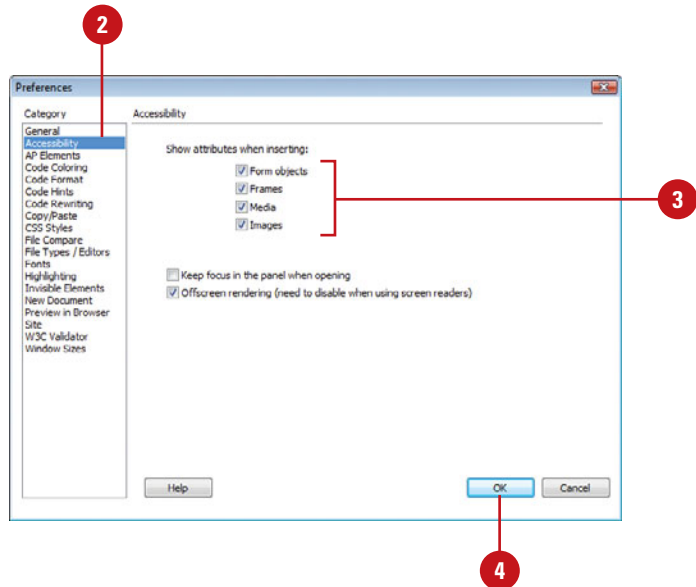 2
Preferences
Category
Accessibility
General
Accessibility
AP Elements
Code Coloring
Code Format
Code Hints
Code Rewriting
Copy/Paste
CSS Styles
File Compare
File Types / Editors
Fonts
Highlighting
Invisible Elements
New Document
Preview in Browser
Site
W3C Validator
Window Sizes
Show attributes when inserting:
Form objects
Frames
Media
Images
3
Keep focus in the panel when opening
Offscreen rendering (need to disable when using screen readers)
Help
OK
Cancel
4